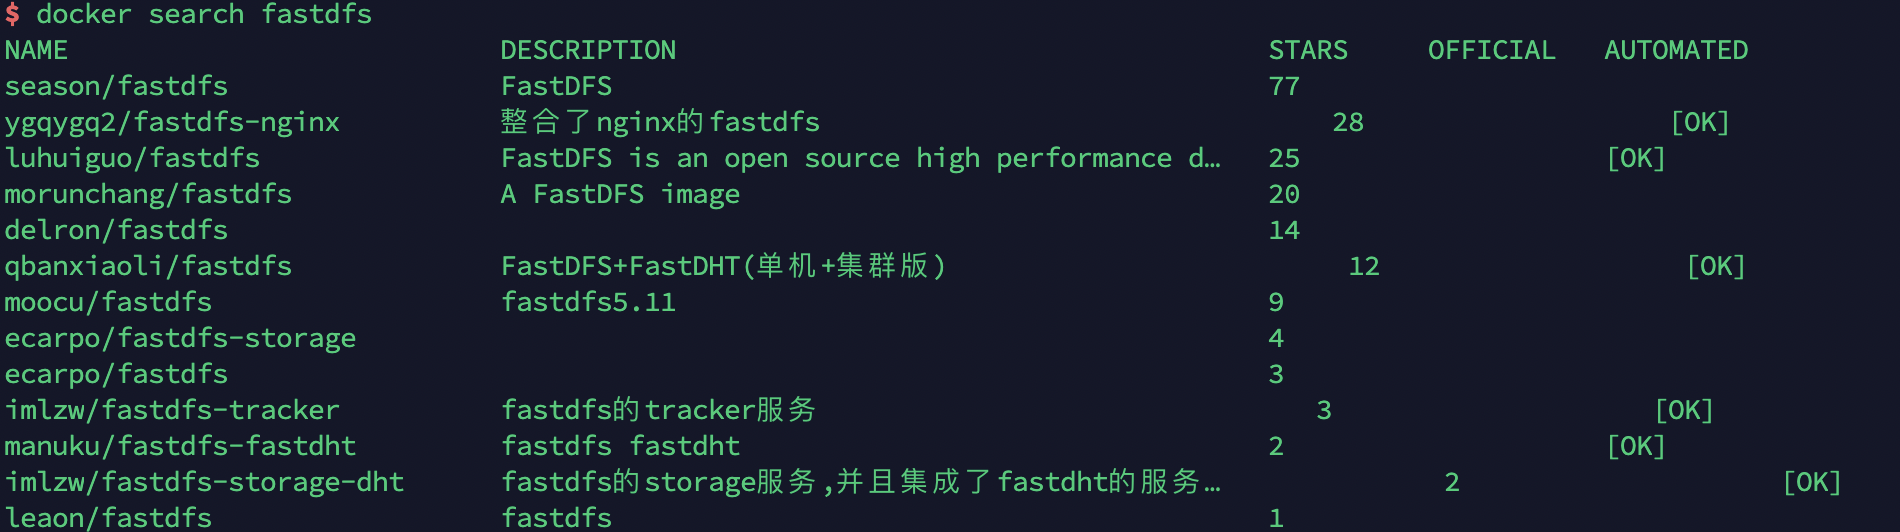 $ docker search fastdfs
NAME DESCRIPTION STARS OFFICIAL AUTOMATED
season/fastdfs FastDFS 77
ygqygq2/fastdfs-nginx 整合了nginx的fastdfs 28 [OK]
luhuiguo/fastdfs FastDFS is an open source high performance d… 25 [OK]
morunchang/fastdfs A FastDFS image 20
delron/fastdfs 14
qbanxiaoli/fastdfs FastDFS+FastDHT(单机+集群版) 12 [OK]
moocu/fastdfs fastdfs5.11 9
ecarpo/fastdfs-storage 4
ecarpo/fastdfs 3
imlzw/fastdfs-tracker fastdfs的tracker服务 3 [OK]
manuku/fastdfs-fastdht fastdfs fastdht 2 [OK]
imlzw/fastdfs-storage-dht fastdfs的storage服务,并且集成了fastdht的服务… 2 [OK]
leaon/fastdfs fastdfs 1